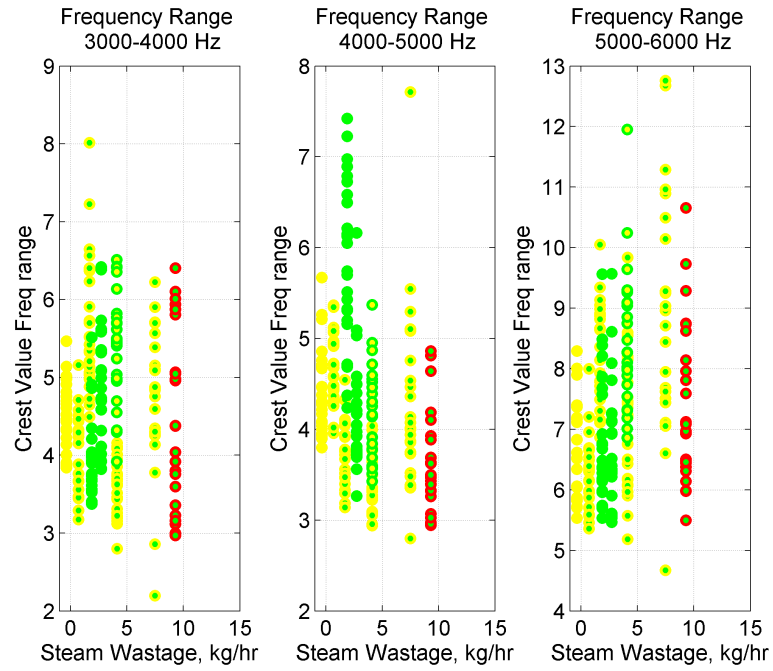 Frequency Range
3000-4000 Hz
Frequency Range
4000-5000 Hz
Frequency Range
5000-6000 Hz
Crest Value Freq range
9
8
7
6
5
4
3
2
0 5 10 15
Steam Wastage, kg/hr
Crest Value Freq range
8
7
6
5
4
3
2
0 5 10 15
Steam Wastage, kg/hr
Crest Value Freq range
13
12
11
10
9
8
7
6
5
4
0 5 10 15
Steam Wastage, kg/hr